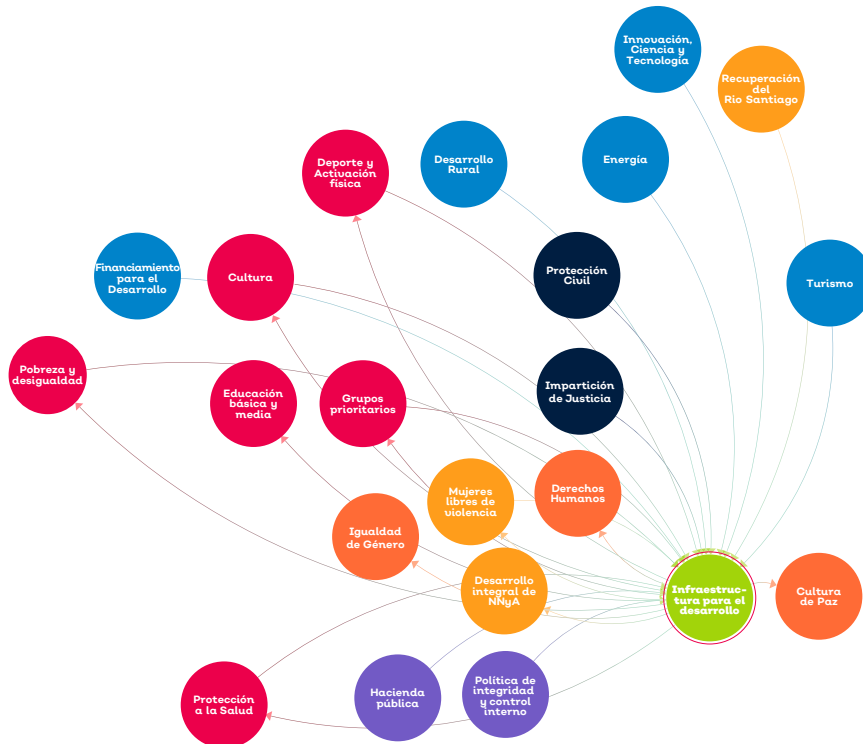 Innovación,
Ciencia y
Tecnología
Recuperación
del
Rio Santiago
Deporte y
Activación
física
Desarrollo
Rural
Energía
Financiamiento
para el
Desarrollo
Cultura
Protección
Civil
Turismo
Pobreza y
desigualdad
Educación
básica y
media
Grupos
prioritarios
Impartición
de Justicia
Mujeres
libres de
violencia
Derechos
Humanos
Igualdad
de Género
Desarrollo
integral de
NNyA
Infraestruc-
tura para el
desarrollo
Cultura
de Paz
Protección
a la Salud
Hacienda
pública
Política de
integridad
y control
interno